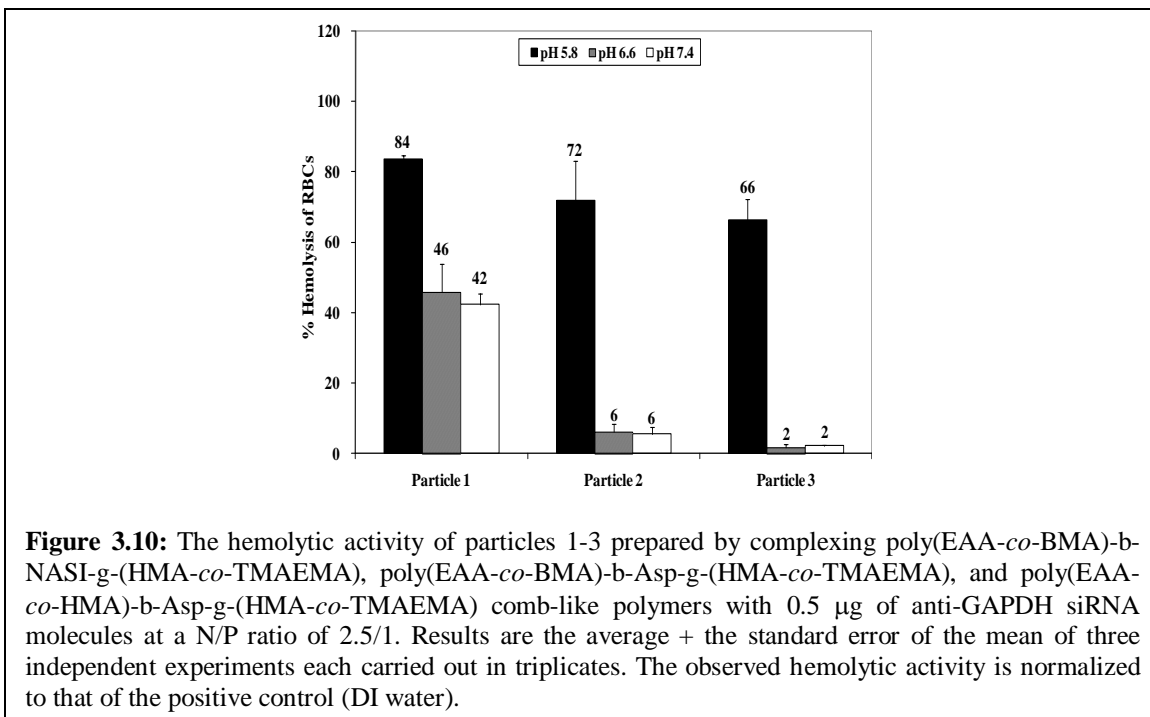 120
100
80
60
40
20
0
% Hemolysis of RBCs
pH 5.8 pH 6.6 pH 7.4
84
46
42
72
6
6
66
2
2
Particle 1 Particle 2 Particle 3
Figure 3.10: The hemolytic activity of particles 1-3 prepared by complexing poly(EAA-co-BMA)-b-
NASI-g-(HMA-co-TMAEMA), poly(EAA-co-BMA)-b-Asp-g-(HMA-co-TMAEMA), and poly(EAA-
co-HMA)-b-Asp-g-(HMA-co-TMAEMA) comb-like polymers with 0.5 μg of anti-GAPDH siRNA
molecules at a N/P ratio of 2.5/1. Results are the average + the standard error of the mean of three
independent experiments each carried out in triplicates. The observed hemolytic activity is normalized
to that of the positive control (DI water).